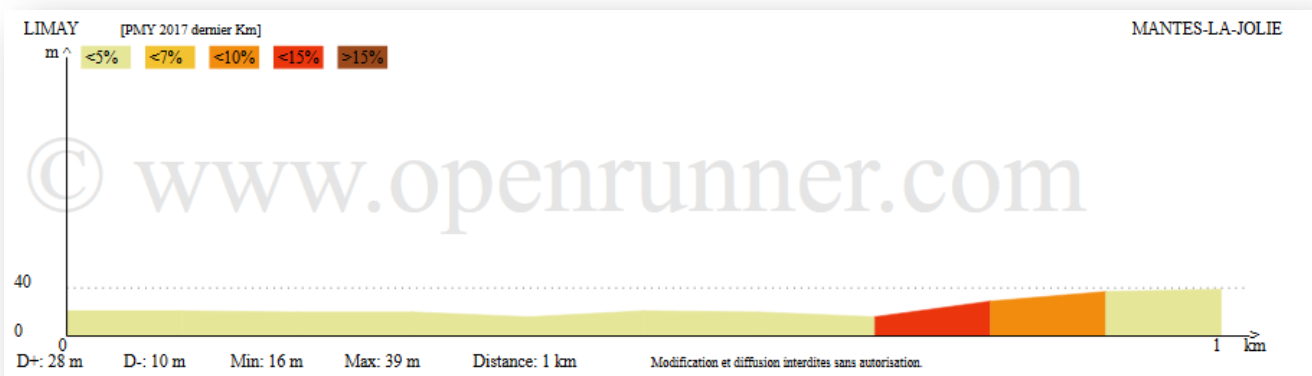 LIMAY [PMY 2017 dernier Km] MANTES-LA-JOLIE
m ^ <5% <7% <10% <15% >15%
© www.openrunner.com
40
0
0 1 km
D+: 28 m D-: 10 m Min: 16 m Max: 39 m Distance: 1 km Modification et diffusion interdites sans autorisation.